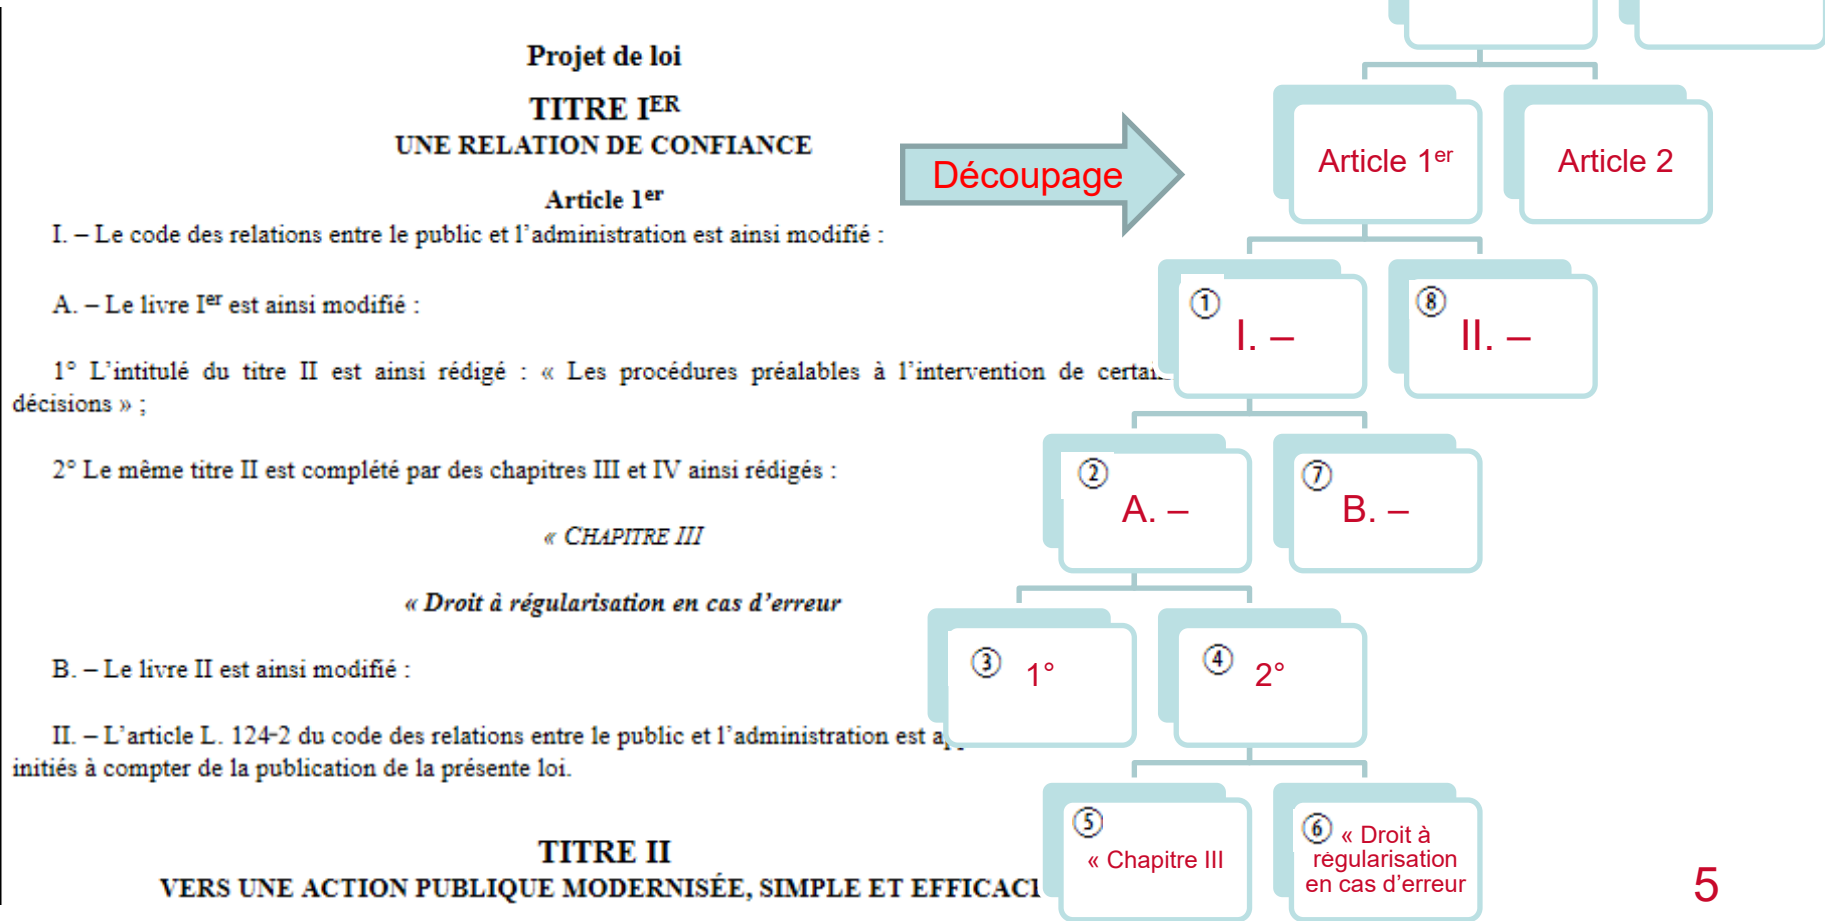 Projet de loi
TITRE IER
UNE RELATION DE CONFIANCE
Article 1er
I. – Le code des relations entre le public et l'administration est ainsi modifié :
A. – Le livre Ier est ainsi modifié :
1° L'intitulé du titre II est ainsi rédigé : « Les procédures préalables à l'intervention de
décisions » ;
2° Le même titre II est complété par des chapitres III et IV ainsi rédigés :
« CHAPITRE III
« Droit à régularisation en cas d'erreur
B. – Le livre II est ainsi modifié :
II. – L'article L. 124-2 du code des relations entre le public et l'administration est
initiés à compter de la publication de la présente loi.
TITRE II
VERS UNE ACTION PUBLIQUE MODERNISÉE, SIMPLE ET
Découpage
Article 1er
Article 2
① I. –
⑧ II. –
② A. –
⑦ B. –
③ 1°
④ 2°
⑤
« Chapitre III
⑥ « Droit à
régularisation
en cas d'erreur
5